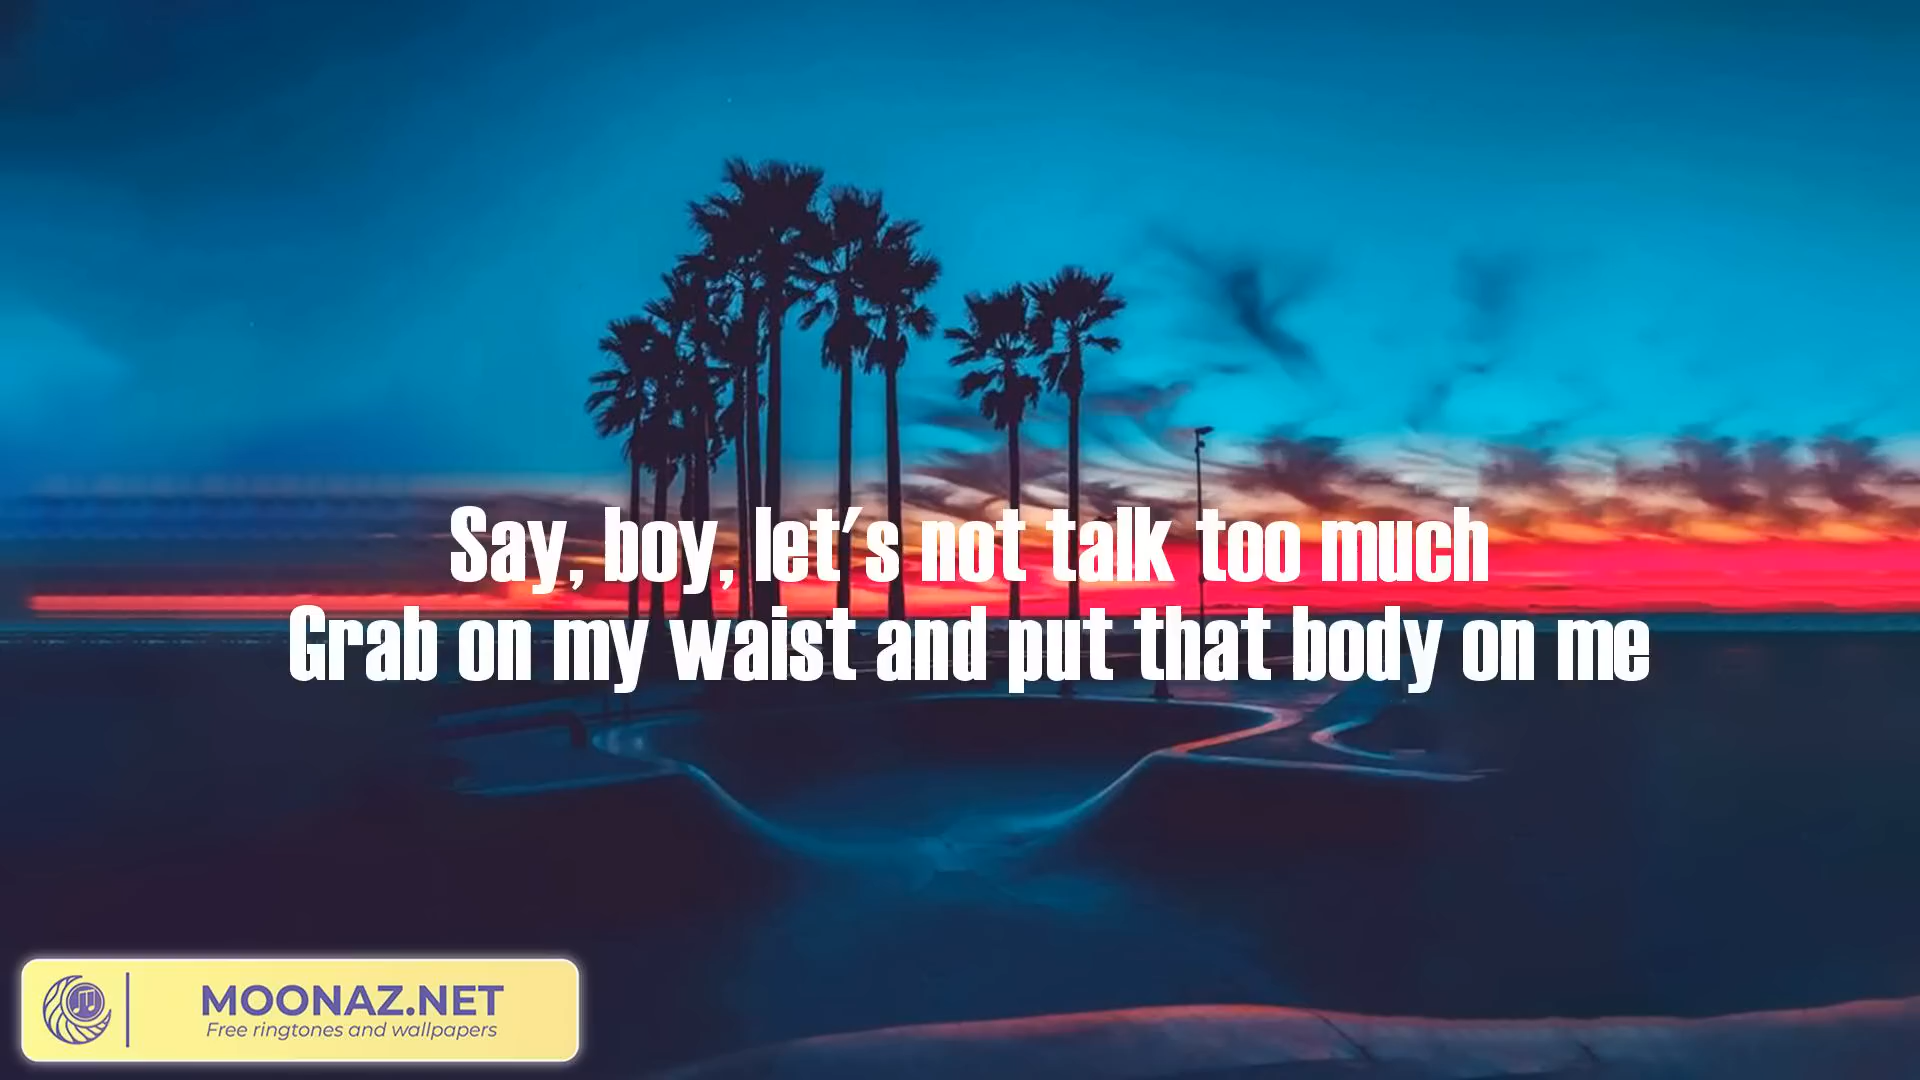 Say, boy, let's not talk too much
Grab on my waist and put that body on me
MOONAZ.NET
Free ringtones and wallpapers